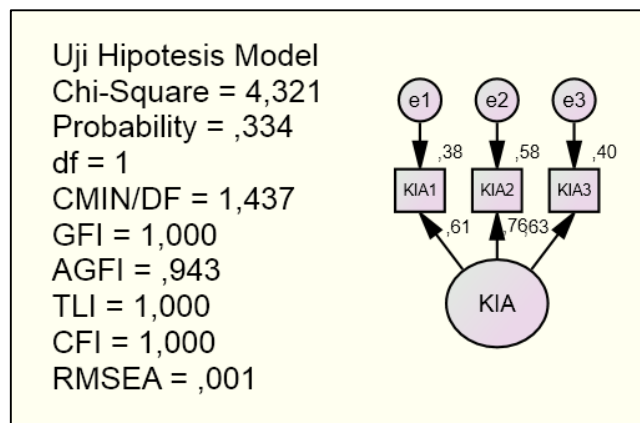 Uji Hipotesis Model
Chi-Square = 4,321
Probability = ,334
df = 1
CMIN/DF = 1,437
GFI = 1,000
AGFI = ,943
TLI = 1,000
CFI = 1,000
RMSEA = ,001
e1 e2 e3
,38 ,58 ,40
KIA1 KIA2 KIA3
,61 ,76 ,63
KIA